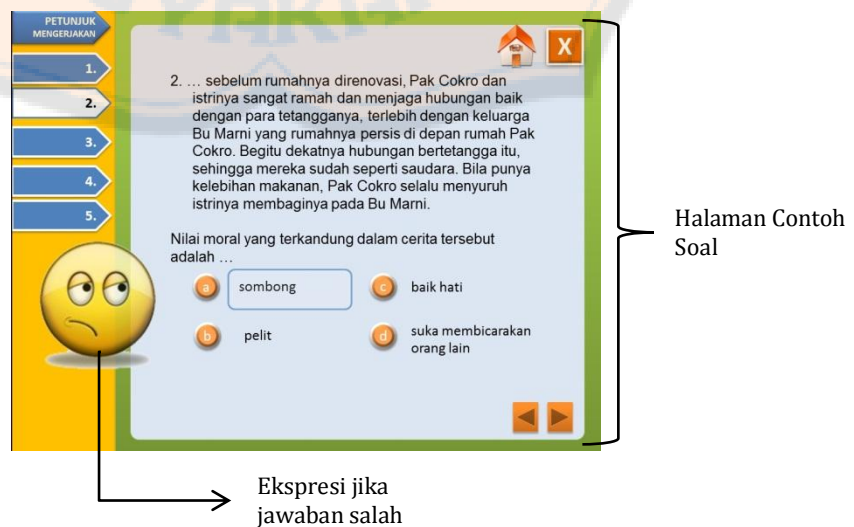 PETUNJUK
MENGERJAKAN
1.
2.
3.
4.
5.
X
2. … sebelum rumahnya direnovasi, Pak Cokro dan
istrinya sangat ramah dan menjaga hubungan baik
dengan para tetangganya, terlebih dengan keluarga
Bu Marni yang rumahnya persis di depan rumah Pak
Cokro. Begitu dekatnya hubungan bertetangga itu,
sehingga mereka sudah seperti saudara. Bila punya
kelebihan makanan, Pak Cokro selalu menyuruh
istrinya membaginya pada Bu Marni.
Nilai moral yang terkandung dalam cerita tersebut
adalah …
a sombong
b pelit
c baik hati
d suka membicarakan
orang lain
Halaman Contoh
Soal
Ekspresi jika
jawaban salah